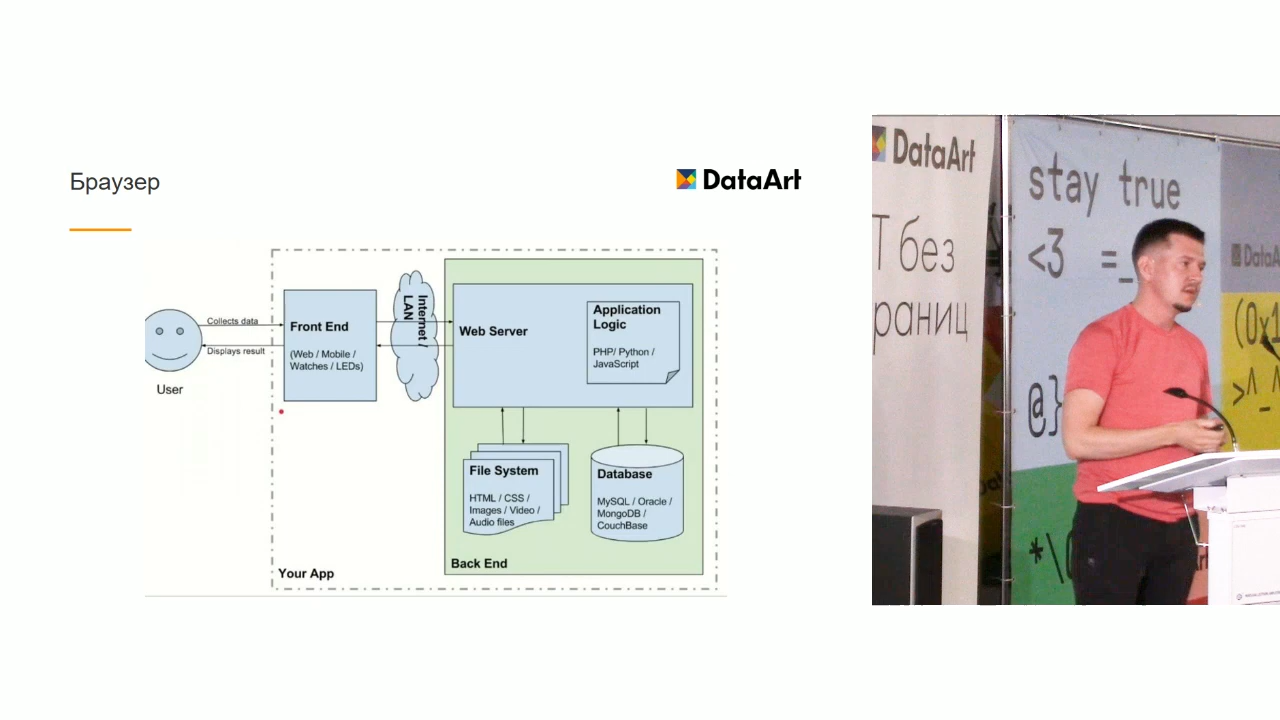 Браузер
DataArt
Collects data
Displays result
User
Front End
(Web / Mobile /
Watches / LEDs)
Internet /
LAN
Web Server
Application
Logic
PHP/ Python /
JavaScript
File System
HTML / CSS /
Images / Video /
Audio files
Database
MySQL / Oracle /
MongoDB /
CouchBase
Your App
Back End
DataArt
T без
раниц
stay true
<3 =_
@}
*\
DataA
(0x1
>^_^